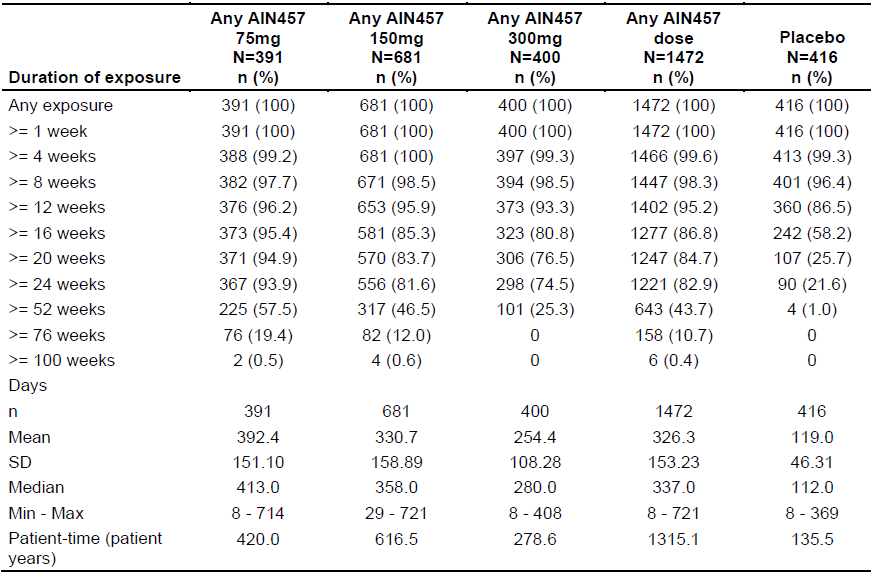 Any AIN457 Any AIN457 Any AIN457 Any AIN457
75mg 150mg 300mg dose Placebo
N=391 N=681 N=400 N=1472 N=416
Duration of exposure n (%) n (%) n (%) n (%) n (%)
Any exposure 391 (100) 681 (100) 400 (100) 1472 (100) 416 (100)
>= 1 week 391 (100) 681 (100) 400 (100) 1472 (100) 416 (100)
>= 4 weeks 388 (99.2) 681 (100) 397 (99.3) 1466 (99.6) 413 (99.3)
>= 8 weeks 382 (97.7) 671 (98.5) 394 (98.5) 1447 (98.3) 401 (96.4)
>= 12 weeks 376 (96.2) 653 (95.9) 373 (93.3) 1402 (95.2) 360 (86.5)
>= 16 weeks 373 (95.4) 581 (85.3) 323 (80.8) 1277 (86.8) 242 (58.2)
>= 20 weeks 371 (94.9) 570 (83.7) 306 (76.5) 1247 (84.7) 107 (25.7)
>= 24 weeks 367 (93.9) 556 (81.6) 298 (74.5) 1221 (82.9) 90 (21.6)
>= 52 weeks 225 (57.5) 317 (46.5) 101 (25.3) 643 (43.7) 4 (1.0)
>= 76 weeks 76 (19.4) 82 (12.0) 0 158 (10.7) 0
>= 100 weeks 2 (0.5) 4 (0.6) 0 6 (0.4) 0
Days
n 391 681 400 1472 416
Mean 392.4 330.7 254.4 326.3 119.0
SD 151.10 158.89 108.28 153.23 46.31
Median 413.0 358.0 280.0 337.0 112.0
Min - Max 8 - 714 29 - 721 8 - 408 8 - 721 8 - 369
Patient-time (patient 420.0 616.5 278.6 1315.1 135.5
years)